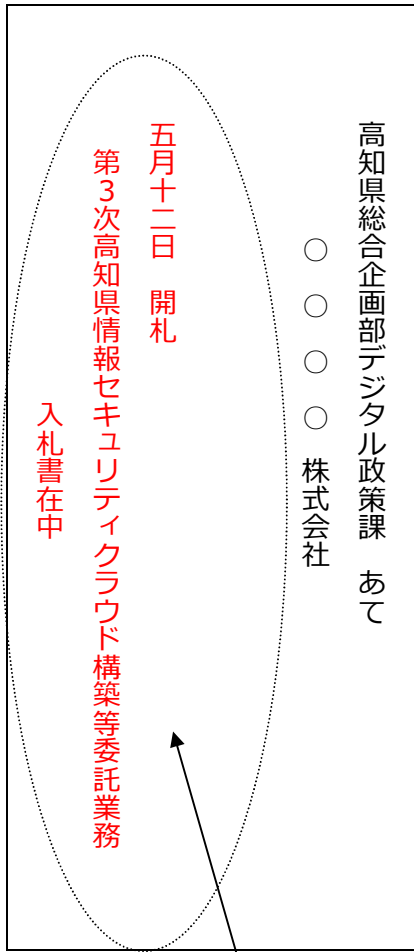 高知県総合企画部デジタル政策課　あて
○　○　○　○　株式会社
五月十二日　開札
第3次高知県情報セキュリティクラウド構築等委託業務
入札書在中